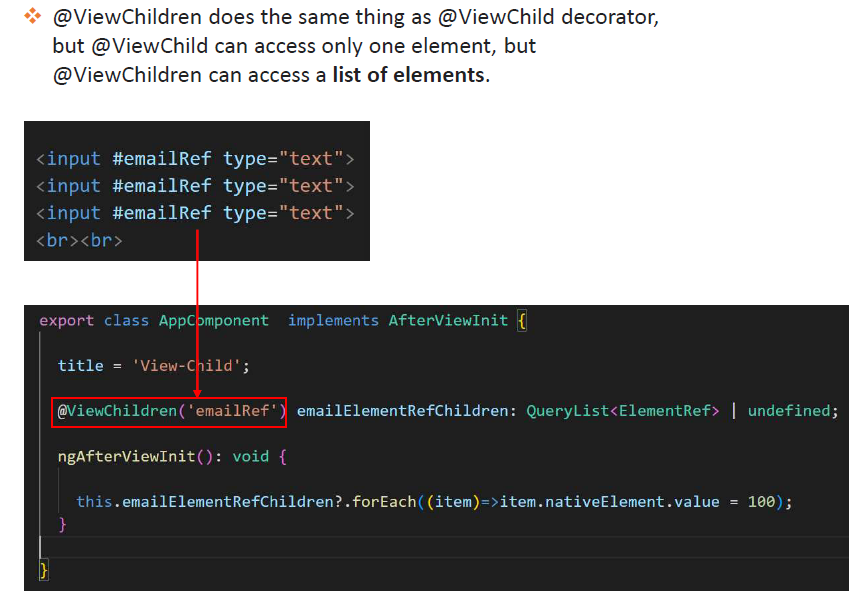 @ViewChildren does the same thing as @ViewChild decorator,
but @ViewChild can access only one element, but
@ViewChildren can access a list of elements.
<input #emailRef type="text">
<input #emailRef type="text">
<input #emailRef type="text">
<br><br>
export class AppComponent  implements AfterViewInit {
title = 'View-Child';
@ViewChildren('emailRef') emailElementRefChildren: QueryList<ElementRef> | undefined;
ngAfterViewInit(): void {
this.emailElementRefChildren?.forEach((item)=>item.nativeElement.value = 100);
}
}